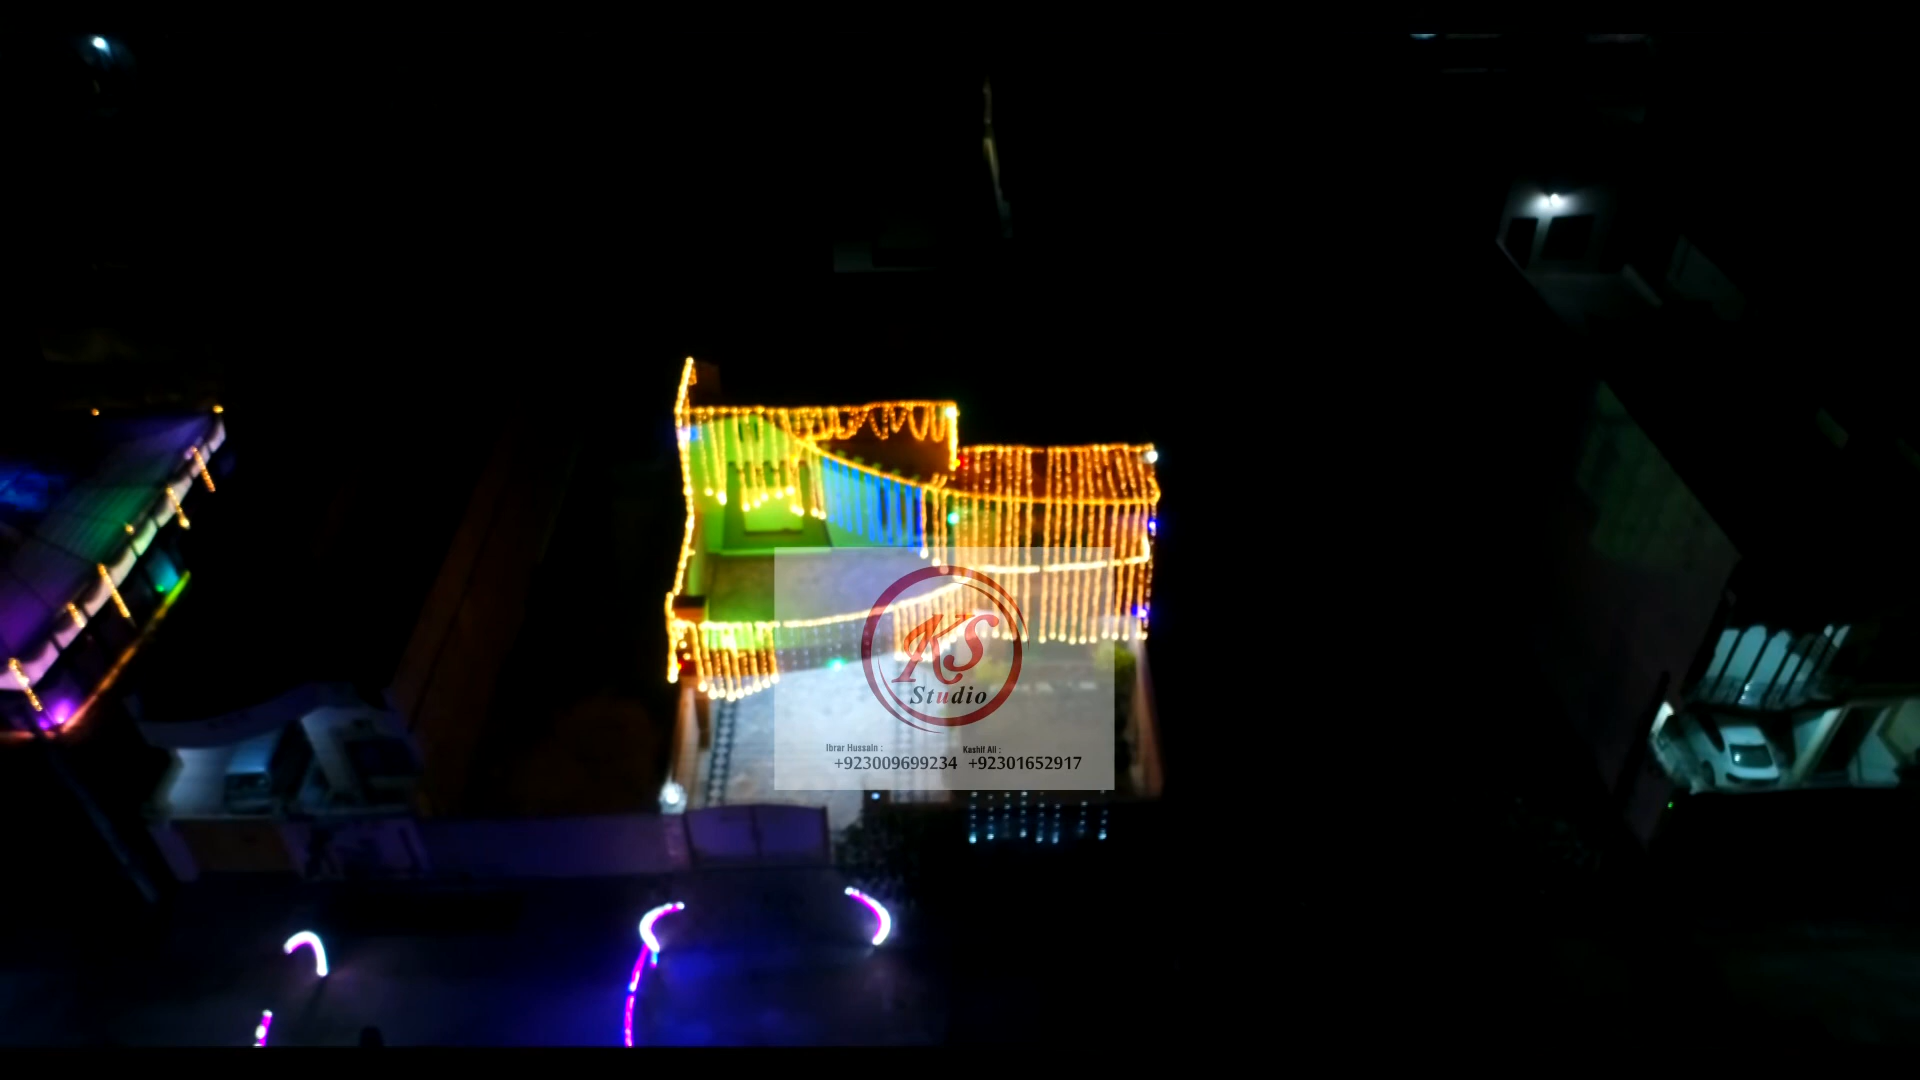 KS
Studio
Ibrar Hussain : Kashif Ali :
+923009699234 +92301652917